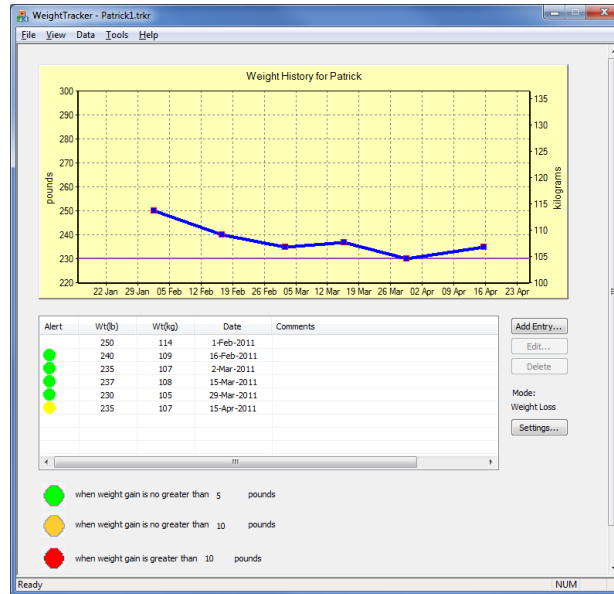 WeightTracker - Patrick1.trkr
File View Data Tools Help
Weight History for Patrick
300
290
280
270
260
250
240
230
220
pounds
135
130
125
120
115
110
105
100
kilograms
22 Jan 29 Jan 05 Feb 12 Feb 19 Feb 26 Feb 05 Mar 12 Mar 19 Mar 26 Mar 02 Apr 09 Apr 16 Apr 23 Apr
Alert Wt(lb) Wt(kg) Date Comments
250 114 1-Feb-2011
240 109 16-Feb-2011
235 107 2-Mar-2011
237 108 15-Mar-2011
230 105 29-Mar-2011
235 107 15-Apr-2011
Add Entry...
Edit...
Delete
Mode:
Weight Loss
Settings...
when weight gain is no greater than 5 pounds
when weight gain is no greater than 10 pounds
when weight gain is greater than 10 pounds
Ready NUM